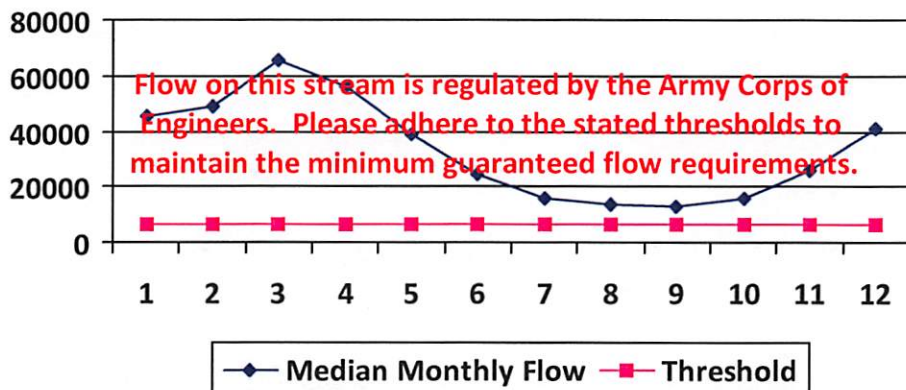 80000
60000
40000
20000
0
Flow on this stream is regulated by the Army Corps of
Engineers. Please adhere to the stated thresholds to
maintain the minimum guaranteed flow requirements.
1 2 3 4 5 6 7 8 9 10 11 12
Median Monthly Flow Threshold